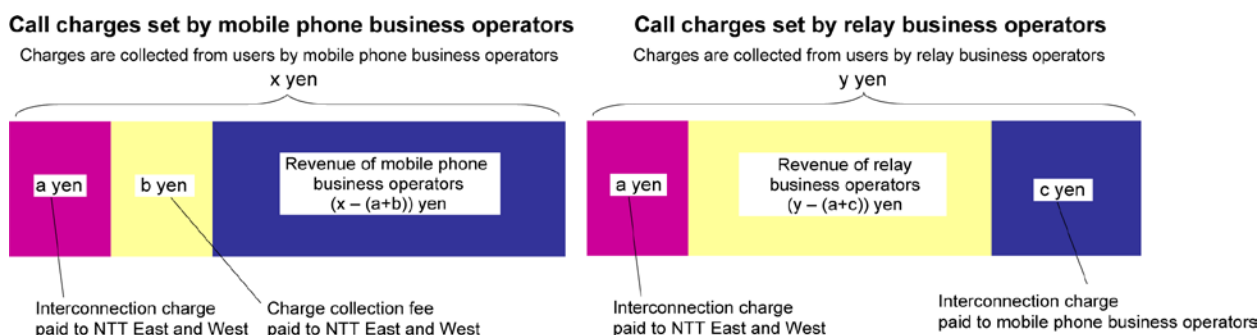 Call charges set by mobile phone business operators
Charges are collected from users by mobile phone business operators
x yen
a yen
b yen
Revenue of mobile phone
business operators
(x – (a+b)) yen
Interconnection charge
paid to NTT East and West
Charge collection fee
paid to NTT East and West
Call charges set by relay business operators
Charges are collected from users by relay business operators
y yen
a yen
Revenue of relay
business operators
(y – (a+c)) yen
c yen
Interconnection charge
paid to NTT East and West
Interconnection charge
paid to mobile phone business operators